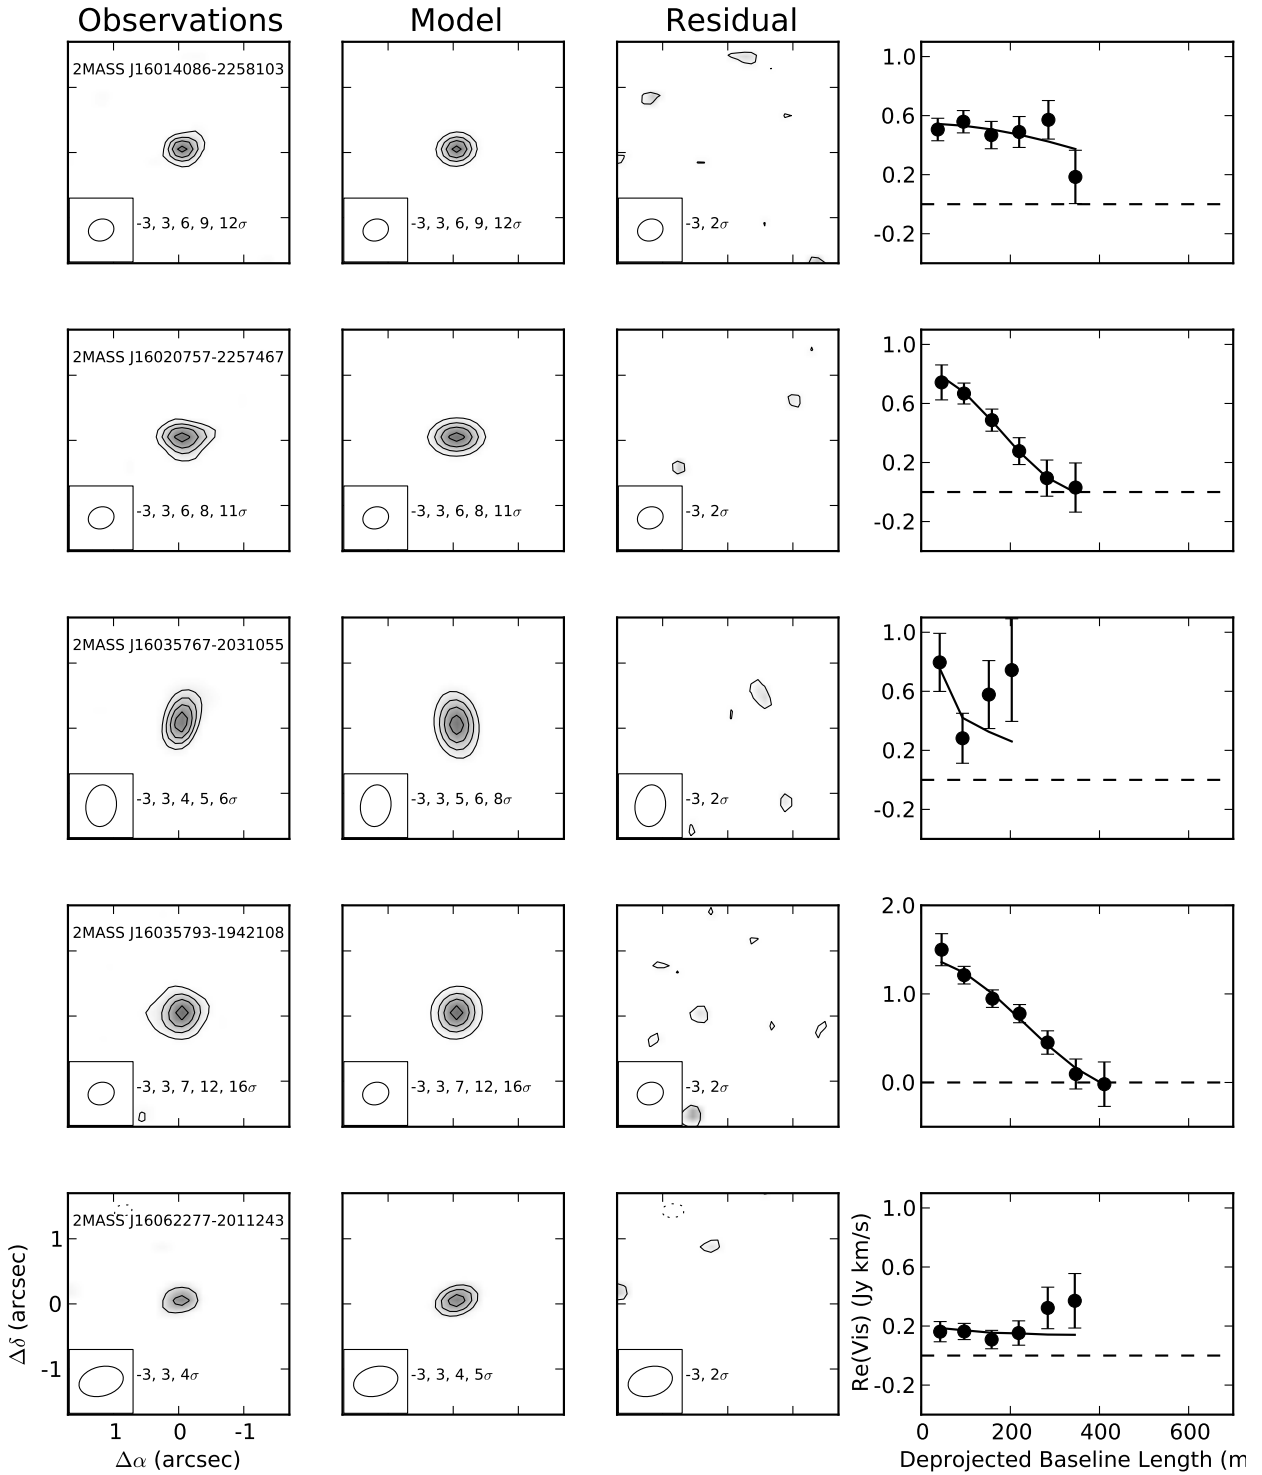 Observations Model Residual
2MASS J16014086-2258103
-3, 3, 6, 9, 12σ
-3, 3, 6, 9, 12σ
-3, 2σ
1.0
0.6
0.2
-0.2
2MASS J16020757-2257467
-3, 3, 6, 8, 11σ
-3, 3, 6, 8, 11σ
-3, 2σ
1.0
0.6
0.2
-0.2
2MASS J16035767-2031055
-3, 3, 4, 5, 6σ
-3, 3, 5, 6, 8σ
-3, 2σ
1.0
0.6
0.2
-0.2
2MASS J16035793-1942108
-3, 3, 7, 12, 16σ
-3, 3, 7, 12, 16σ
-3, 2σ
2.0
1.0
0.0
2MASS J16062277-2011243
-3, 3, 4σ
-3, 3, 4, 5σ
-3, 2σ
1
0
-1
Δδ (arcsec)
1 0 -1
Δα (arcsec)
Re(Vis) (Jy km/s)
1.0
0.6
0.2
-0.2
0 200 400 600
Deprojected Baseline Length (m